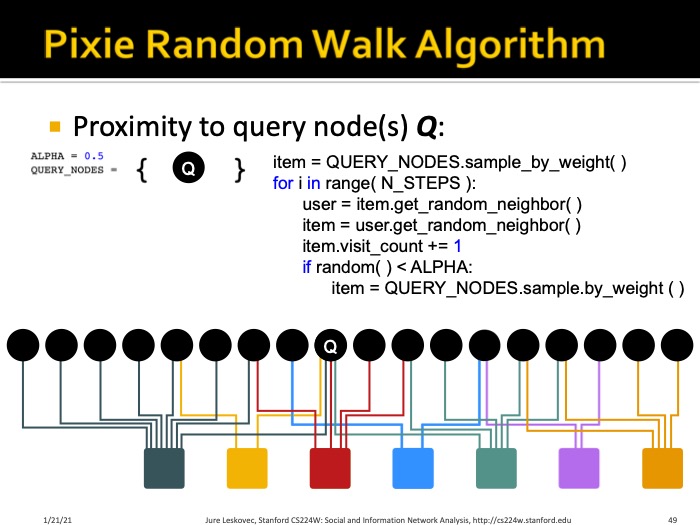 Pixie Random Walk Algorithm
Proximity to query node(s) Q:
ALPHA = 0.5
QUERY_NODES = { Q }
item = QUERY_NODES.sample_by_weight( )
for i in range( N_STEPS ):
user = item.get_random_neighbor( )
item = user.get_random_neighbor( )
item.visit_count += 1
if random( ) < ALPHA:
item = QUERY_NODES.sample.by_weight ( )
Q
1/21/21 Jure Leskovec, Stanford CS224W: Social and Information Network Analysis, http://cs224w.stanford.edu 49